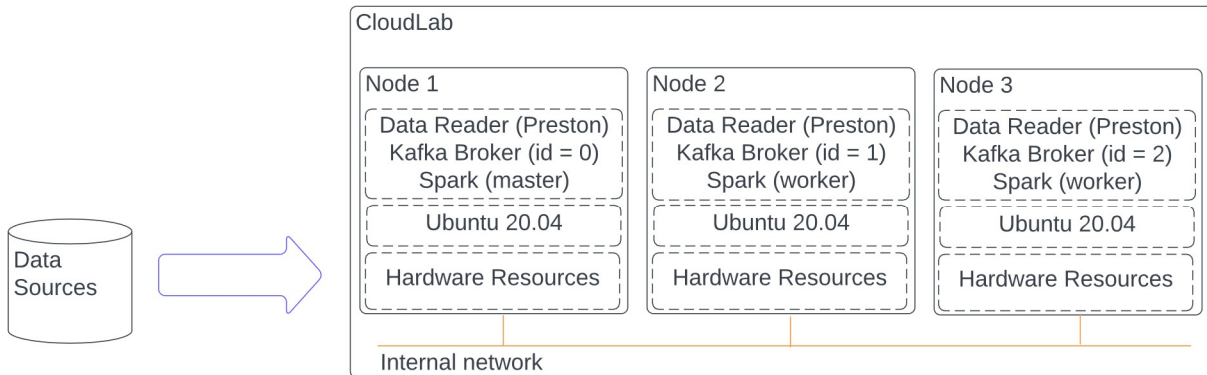 CloudLab
Node 1
Data Reader (Preston)
Kafka Broker (id = 0)
Spark (master)
Ubuntu 20.04
Hardware Resources
Node 2
Data Reader (Preston)
Kafka Broker (id = 1)
Spark (worker)
Ubuntu 20.04
Hardware Resources
Node 3
Data Reader (Preston)
Kafka Broker (id = 2)
Spark (worker)
Ubuntu 20.04
Hardware Resources
Data
Sources
Internal network